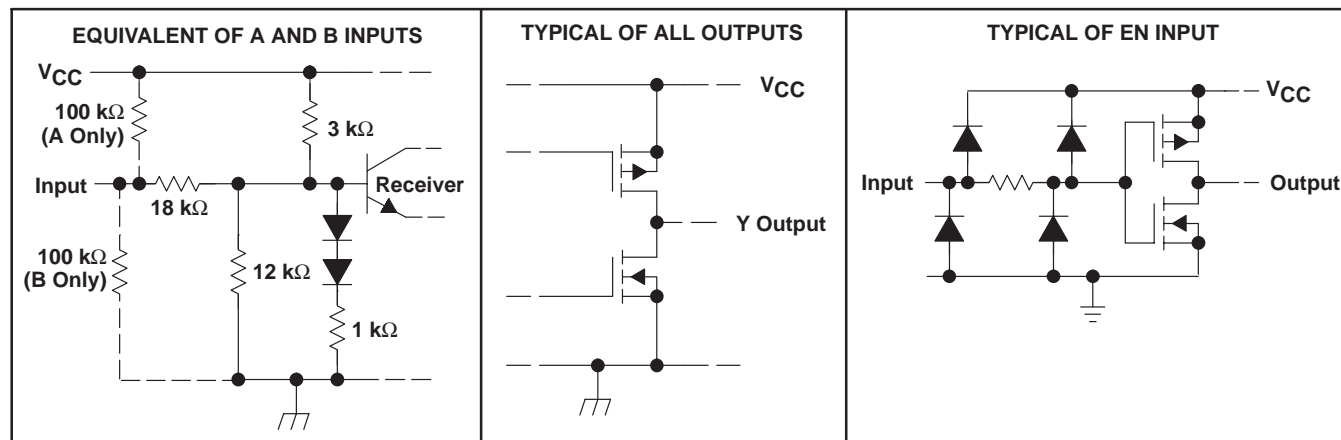 EQUIVALENT OF A AND B INPUTS
VCC
100 kΩ
(A Only)
3 kΩ
Input
18 kΩ
Receiver
100 kΩ
(B Only)
12 kΩ
1 kΩ
TYPICAL OF ALL OUTPUTS
VCC
Y Output
TYPICAL OF EN INPUT
VCC
Input
Output